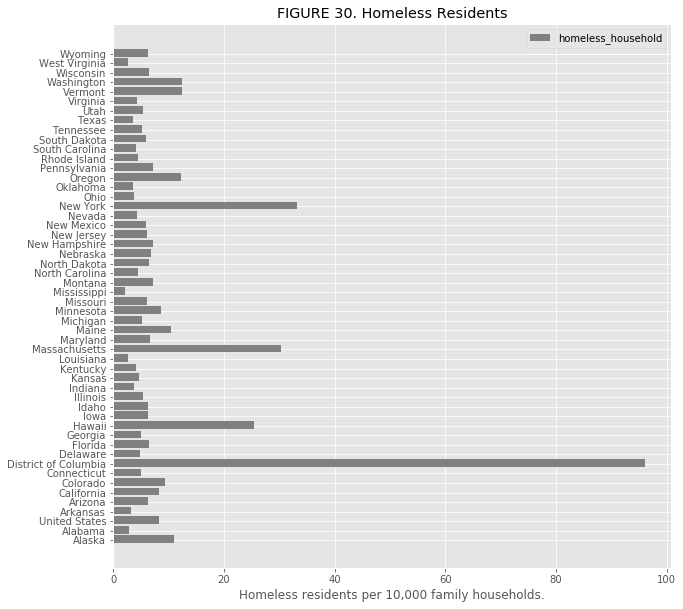 FIGURE 30. Homeless Residents
homeless_household
Wyoming
West Virginia
Wisconsin
Washington
Vermont
Virginia
Utah
Texas
Tennessee
South Dakota
South Carolina
Rhode Island
Pennsylvania
Oregon
Oklahoma
Ohio
New York
Nevada
New Mexico
New Jersey
New Hampshire
Nebraska
North Dakota
North Carolina
Montana
Mississippi
Missouri
Minnesota
Michigan
Maine
Maryland
Massachusetts
Louisiana
Kentucky
Kansas
Indiana
Illinois
Idaho
Iowa
Hawaii
Georgia
Florida
Delaware
District of Columbia
Connecticut
Colorado
California
Arizona
Arkansas
United States
Alabama
Alaska
0 20 40 60 80 100
Homeless residents per 10,000 family households.